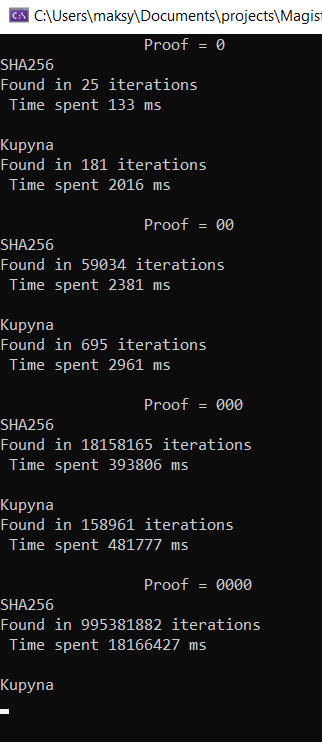 C:\Users\maksy\Documents\projects\Magist
Proof = 0
SHA256
Found in 25 iterations
Time spent 133 ms
Kupyna
Found in 181 iterations
Time spent 2016 ms
Proof = 00
SHA256
Found in 59034 iterations
Time spent 2381 ms
Kupyna
Found in 695 iterations
Time spent 2961 ms
Proof = 000
SHA256
Found in 18158165 iterations
Time spent 393806 ms
Kupyna
Found in 158961 iterations
Time spent 481777 ms
Proof = 0000
SHA256
Found in 995381882 iterations
Time spent 18166427 ms
Kupyna